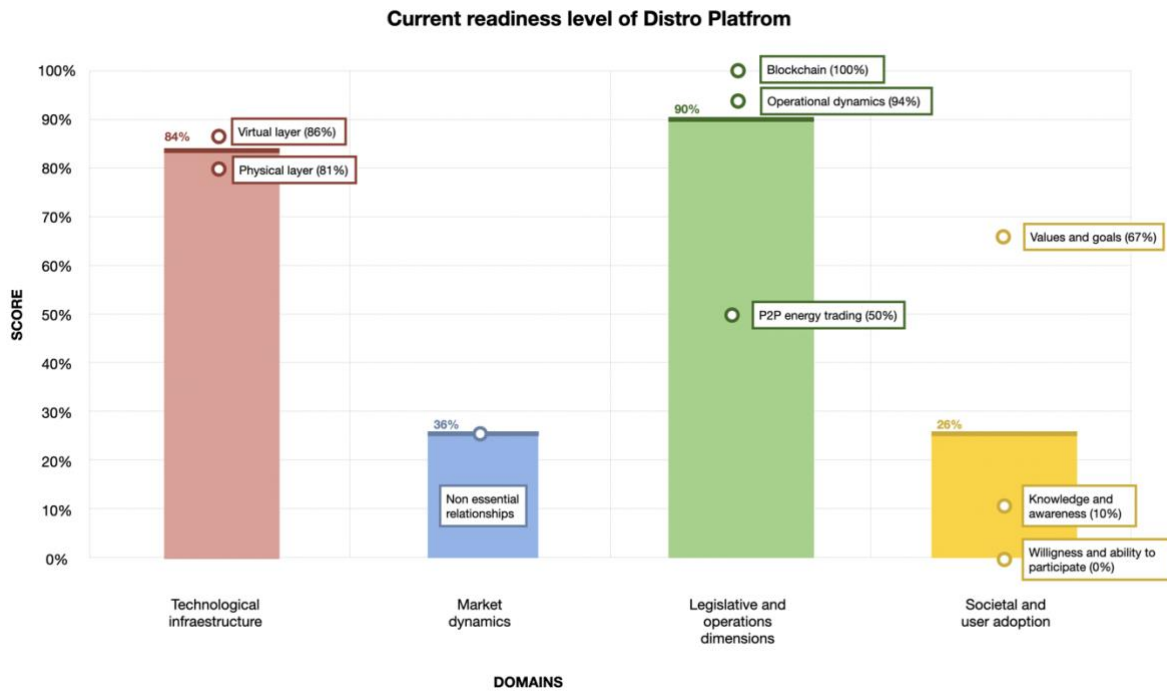 Current readiness level of Distro Platfrom
100%
90%
80%
70%
60%
50%
40%
30%
20%
10%
0%
SCORE
84%
Virtual layer (86%)
Physical layer (81%)
36%
Non essential
relationships
90%
Blockchain (100%)
Operational dynamics (94%)
P2P energy trading (50%)
Values and goals (67%)
26%
Knowledge and
awareness (10%)
Willigness and ability to
participate (0%)
Technological
infraestructure
Market
dynamics
Legislative and
operations
dimensions
Societal and
user adoption
DOMAINS